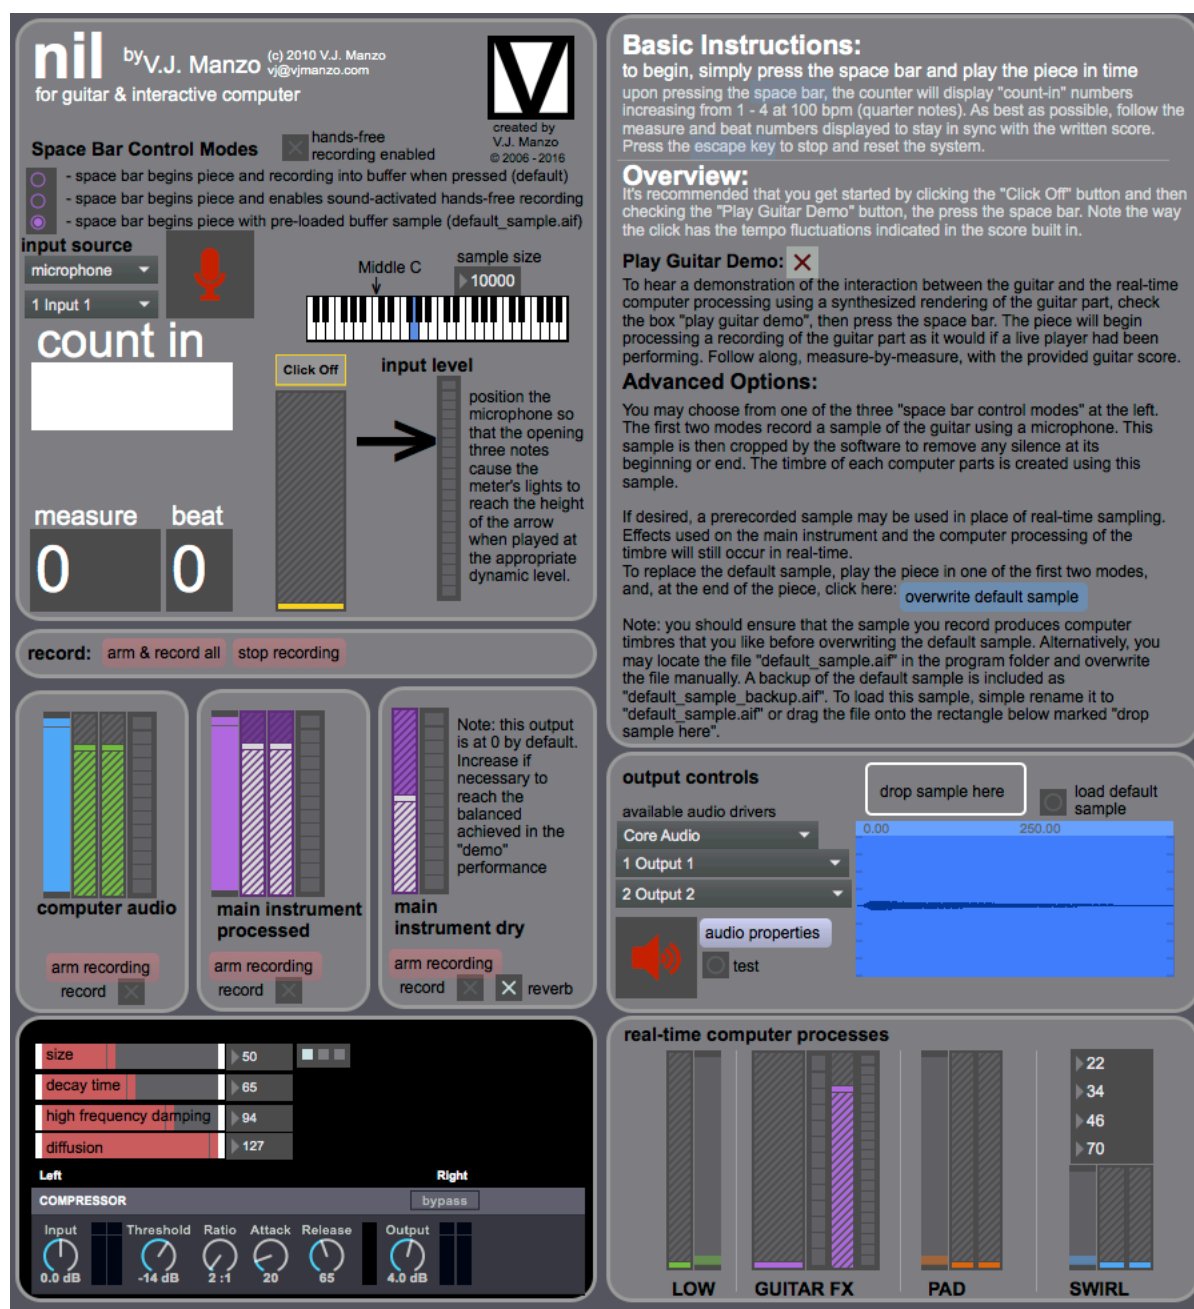 nil by V.J. Manzo (c) 2010 V.J. Manzo
vj@vjmanzo.com
for guitar & interactive computer
V
created by
V.J. Manzo
© 2006 - 2016
Space Bar Control Modes
hands-free
recording enabled
- space bar begins piece and recording into buffer when pressed (default)
- space bar begins piece and enables sound-activated hands-free recording
- space bar begins piece with pre-loaded buffer sample (default_sample.aif)
input source
microphone
1 Input 1
Middle C
sample size
10000
count in
Click Off
input level
position the
microphone so
that the opening
three notes
cause the
meter's lights to
reach the height
of the arrow
when played at
the appropriate
dynamic level.
measure beat
0 0
record: arm & record all stop recording
computer audio
arm recording
record
main instrument
processed
arm recording
record
Note: this output
is at 0 by default.
Increase if
necessary to
reach the
balanced
achieved in the
"demo"
performance
main
instrument dry
arm recording
record reverb
size 50
decay time 65
high frequency damping 94
diffusion 127
Left Right
COMPRESSOR bypass
Input Threshold Ratio Attack Release Output
0.0 dB -14 dB 2 :1 20 65 4.0 dB
Basic Instructions:
to begin, simply press the space bar and play the piece in time
upon pressing the space bar, the counter will display "count-in" numbers
increasing from 1 - 4 at 100 bpm (quarter notes). As best as possible, follow the
measure and beat numbers displayed to stay in sync with the written score.
Press the escape key to stop and reset the system.
Overview:
It's recommended that you get started by clicking the "Click Off" button and then
checking the "Play Guitar Demo" button, the press the space bar. Note the way
the click has the tempo fluctuations indicated in the score built in.
Play Guitar Demo:
To hear a demonstration of the interaction between the guitar and the real-time
computer processing using a synthesized rendering of the guitar part, check
the box "play guitar demo", then press the space bar. The piece will begin
processing a recording of the guitar part as it would if a live player had been
performing. Follow along, measure-by-measure, with the provided guitar score.
Advanced Options:
You may choose from one of the three "space bar control modes" at the left.
The first two modes record a sample of the guitar using a microphone. This
sample is then cropped by the software to remove any silence at its
beginning or end. The timbre of each computer parts is created using this
sample.
If desired, a prerecorded sample may be used in place of real-time sampling.
Effects used on the main instrument and the computer processing of the
timbre will still occur in real-time.
To replace the default sample, play the piece in one of the first two modes,
and, at the end of the piece, click here: overwrite default sample
Note: you should ensure that the sample you record produces computer
timbres that you like before overwriting the default sample. Alternatively, you
may locate the file "default_sample.aif" in the program folder and overwrite
the file manually. A backup of the default sample is included as
"default_sample_backup.aif". To load this sample, simple rename it to
"default_sample.aif" or drag the file onto the rectangle below marked "drop
sample here".
output controls
drop sample here
load default
sample
available audio drivers
Core Audio
1 Output 1
2 Output 2
0.00 250.00
audio properties
test
real-time computer processes
22
34
46
70
LOW GUITAR FX PAD SWIRL